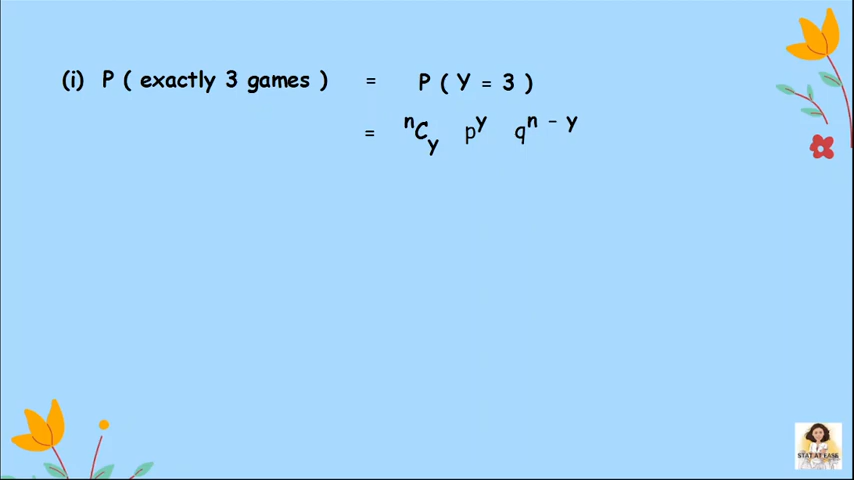 (i) P ( exactly 3 games ) = P ( Y = 3 )
= ⁿCᵧ pʸ qⁿ ⁻ ʸ
STAT AT EASE